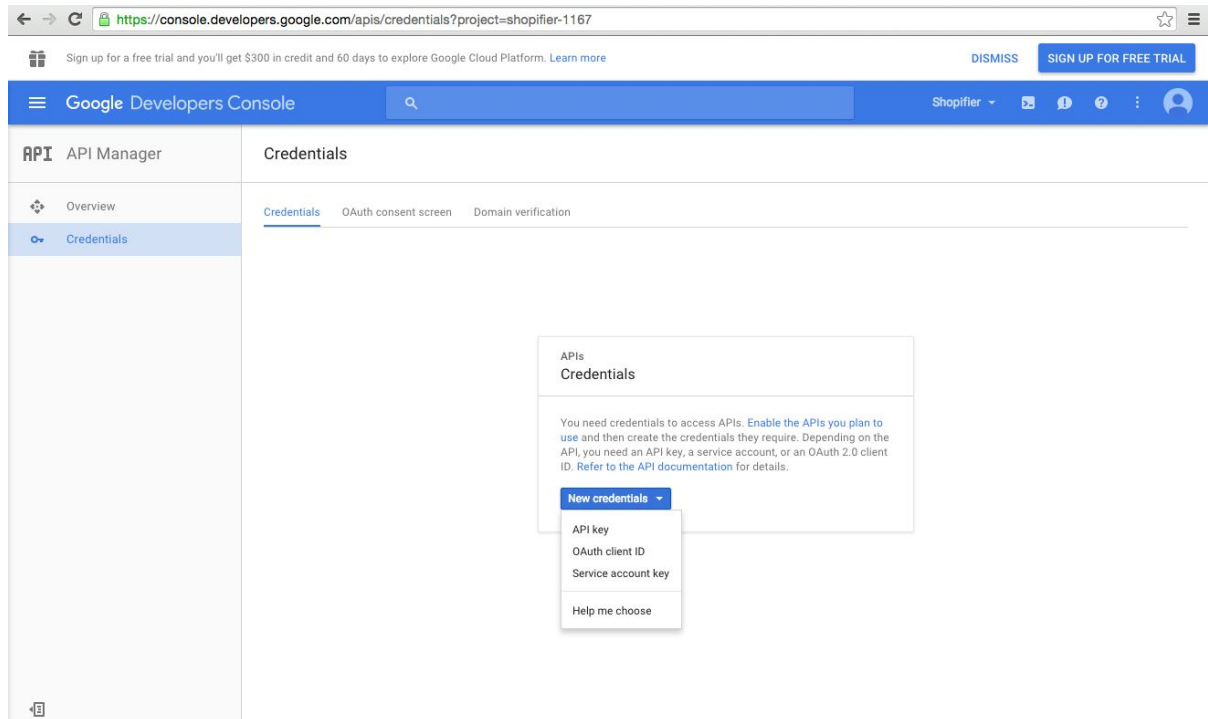 https://console.developers.google.com/apis/credentials?project=shopifier-1167
Sign up for a free trial and you'll get $300 in credit and 60 days to explore Google Cloud Platform. Learn more
DISMISS
SIGN UP FOR FREE TRIAL
Google Developers Console
Shopifier
API API Manager
Credentials
Overview
Credentials
Credentials OAuth consent screen Domain verification
APIs
Credentials
You need credentials to access APIs. Enable the APIs you plan to
use and then create the credentials they require. Depending on the
API, you need an API key, a service account, or an OAuth 2.0 client
ID. Refer to the API documentation for details.
New credentials
API key
OAuth client ID
Service account key
Help me choose